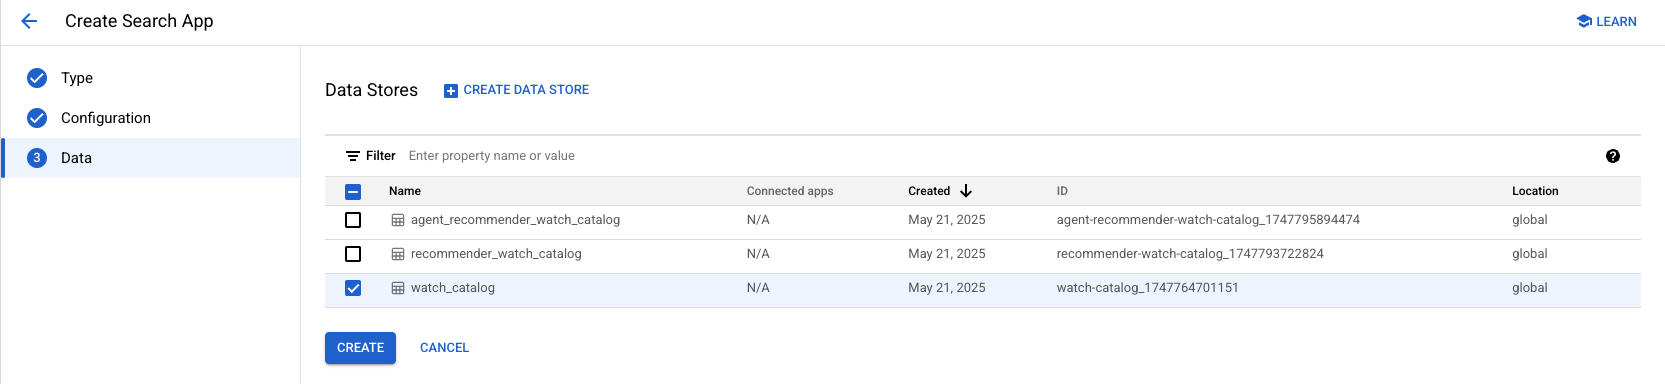 Create Search App
LEARN
Type
Configuration
3 Data
Data Stores CREATE DATA STORE
Filter Enter property name or value ?
Name Connected apps Created ID Location
agent_recommender_watch_catalog N/A May 21, 2025 agent-recommender-watch-catalog_1747795894474 global
recommender_watch_catalog N/A May 21, 2025 recommender-watch-catalog_1747793722824 global
watch_catalog N/A May 21, 2025 watch-catalog_1747764701151 global
CREATE CANCEL